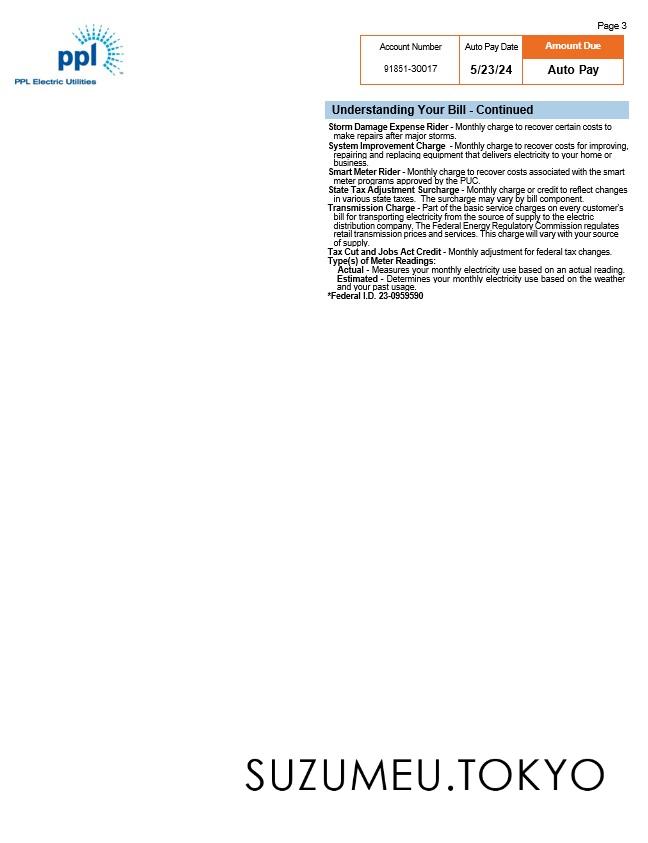 Page 3
ppl
PPL Electric Utilities
Account Number
Auto Pay Date
Amount Due
91851-30017
5/23/24
Auto Pay
Understanding Your Bill - Continued
Storm Damage Expense Rider - Monthly charge to recover certain costs to
make repairs after major storms.
System Improvement Charge - Monthly charge to recover costs for improving,
repairing and replacing equipment that delivers electricity to your home or
business.
Smart Meter Rider - Monthly charge to recover costs associated with the smart
meter programs approved by the PUC.
State Tax Adjustment Surcharge - Monthly charge or credit to reflect changes
in various state taxes. The surcharge may vary by bill component.
Transmission Charge - Part of the basic service charges on every customer's
bill for transporting electricity from the source of supply to the electric
distribution company. The Federal Energy Regulatory Commission regulates
retail transmission prices and services. This charge will vary with your source
of supply.
Tax Cut and Jobs Act Credit - Monthly adjustment for federal tax changes.
Type(s) of Meter Readings:
Actual - Measures your monthly electricity use based on an actual reading.
Estimated - Determines your monthly electricity use based on the weather
and your past usage.
*Federal I.D. 23-0959590
SUZUMEU.TOKYO